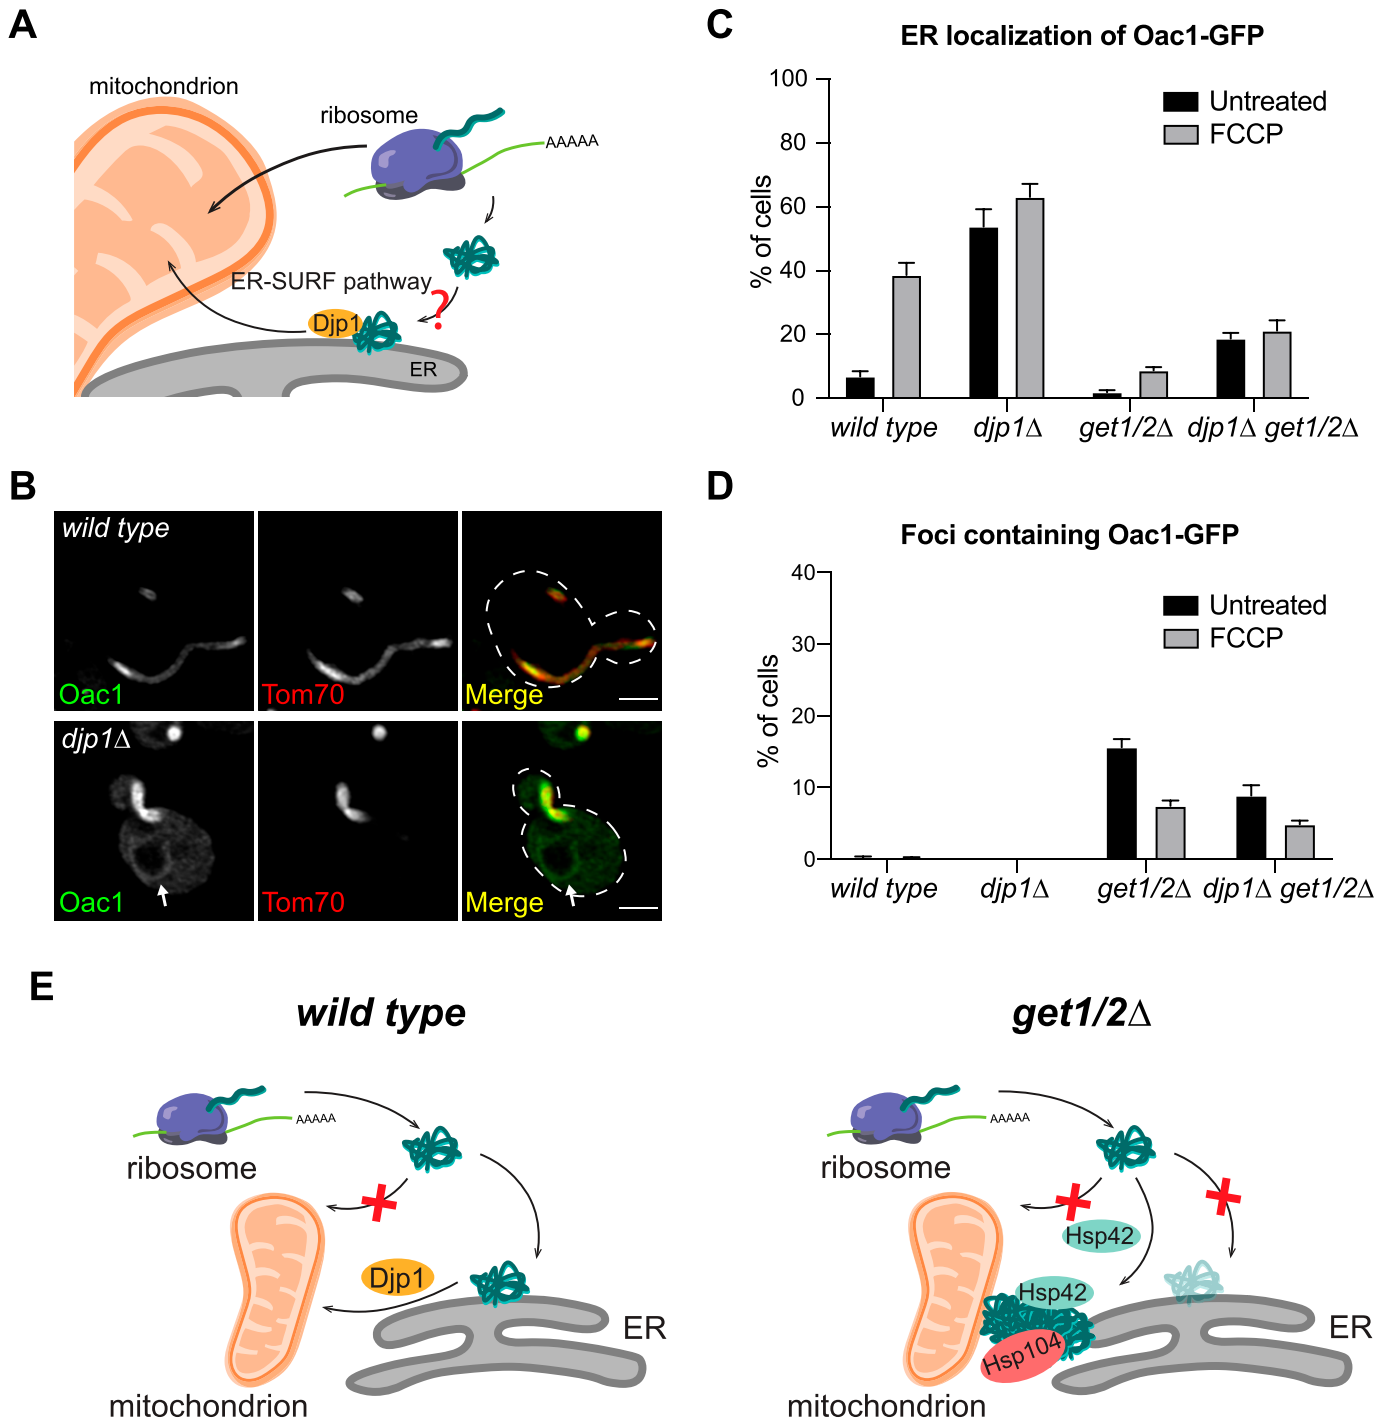 A
mitochondrion
ribosome
AAAAA
ER-SURF pathway
?
Djp1
ER
B
wild type
Oac1
Tom70
Merge
djp1Δ
Oac1
Tom70
Merge
C
ER localization of Oac1-GFP
% of cells
100
80
60
40
20
0
Untreated
FCCP
wild type
djp1Δ
get1/2Δ
djp1Δ get1/2Δ
D
Foci containing Oac1-GFP
% of cells
40
30
20
10
0
Untreated
FCCP
wild type
djp1Δ
get1/2Δ
djp1Δ get1/2Δ
E
wild type
AAAAA
ribosome
Djp1
ER
mitochondrion
get1/2Δ
AAAAA
ribosome
Hsp42
Hsp42
Hsp104
ER
mitochondrion